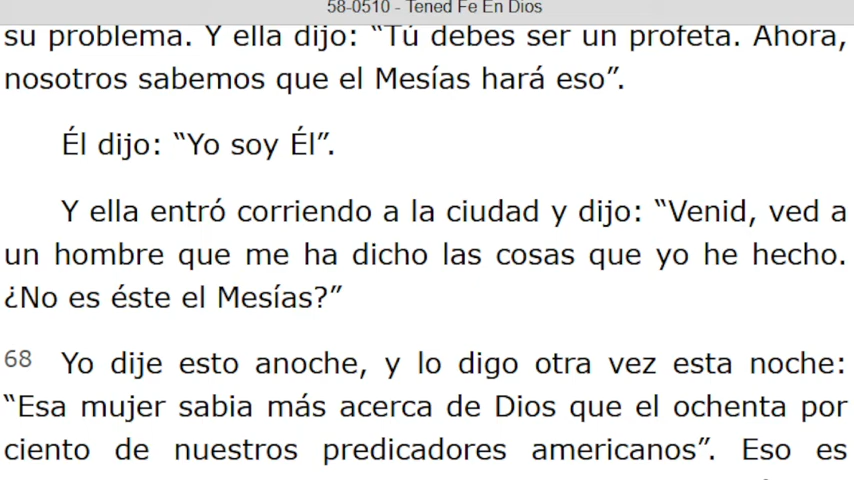 58-0510 - Tened Fe En Dios
su problema. Y ella dijo: “Tú debes ser un profeta. Ahora,
nosotros sabemos que el Mesías hará eso”.
Él dijo: “Yo soy Él”.
Y ella entró corriendo a la ciudad y dijo: “Venid, ved a
un hombre que me ha dicho las cosas que yo he hecho.
¿No es éste el Mesías?”
68 Yo dije esto anoche, y lo digo otra vez esta noche:
“Esa mujer sabia más acerca de Dios que el ochenta por
ciento de nuestros predicadores americanos”. Eso es